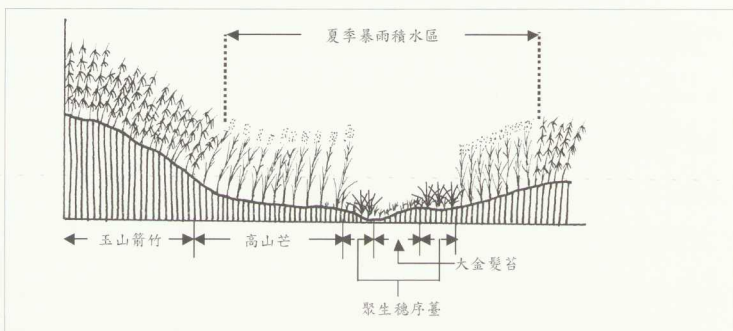 夏季暴雨積水區
玉山箭竹
高山芒
大金髮苔
聚生穗序薹